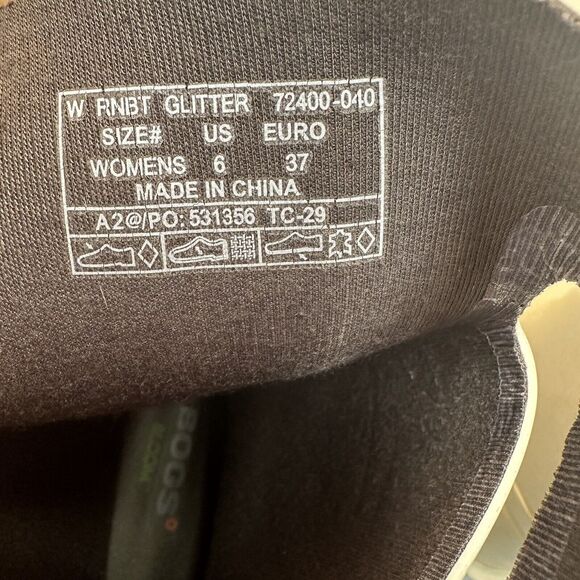 W RNBT GLITTER 72400-040
SIZE# US EURO
WOMENS 6 37
MADE IN CHINA
A2@/PO: 531356 TC-29
BOGS